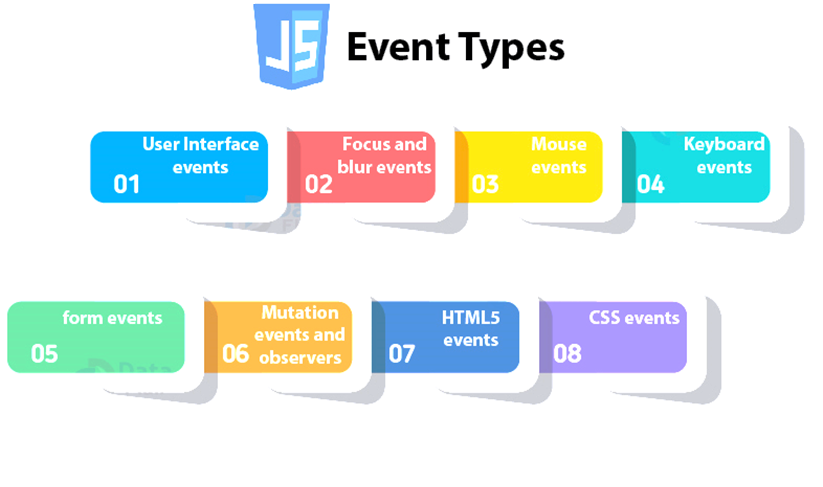 JS
Event Types
User Interface
events
01
Focus and
blur events
02
Mouse
events
03
Keyboard
events
04
form events
05
Mutation
events and
observers
06
HTML5
events
07
CSS events
08
Data